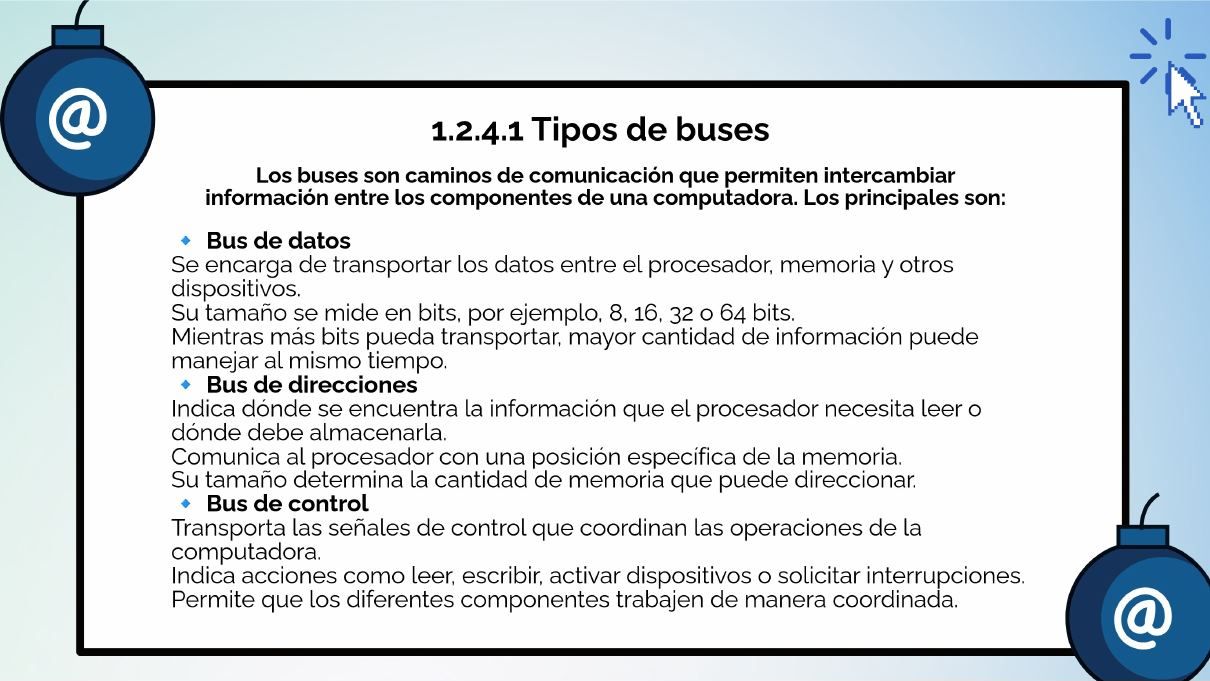 @
1.2.4.1 Tipos de buses
Los buses son caminos de comunicación que permiten intercambiar
información entre los componentes de una computadora. Los principales son:
🔹 Bus de datos
Se encarga de transportar los datos entre el procesador, memoria y otros
dispositivos.
Su tamaño se mide en bits, por ejemplo, 8, 16, 32 o 64 bits.
Mientras más bits pueda transportar, mayor cantidad de información puede
manejar al mismo tiempo.
🔹 Bus de direcciones
Indica dónde se encuentra la información que el procesador necesita leer o
dónde debe almacenarla.
Comunica al procesador con una posición específica de la memoria.
Su tamaño determina la cantidad de memoria que puede direccionar.
🔹 Bus de control
Transporta las señales de control que coordinan las operaciones de la
computadora.
Indica acciones como leer, escribir, activar dispositivos o solicitar interrupciones.
Permite que los diferentes componentes trabajen de manera coordinada.
@